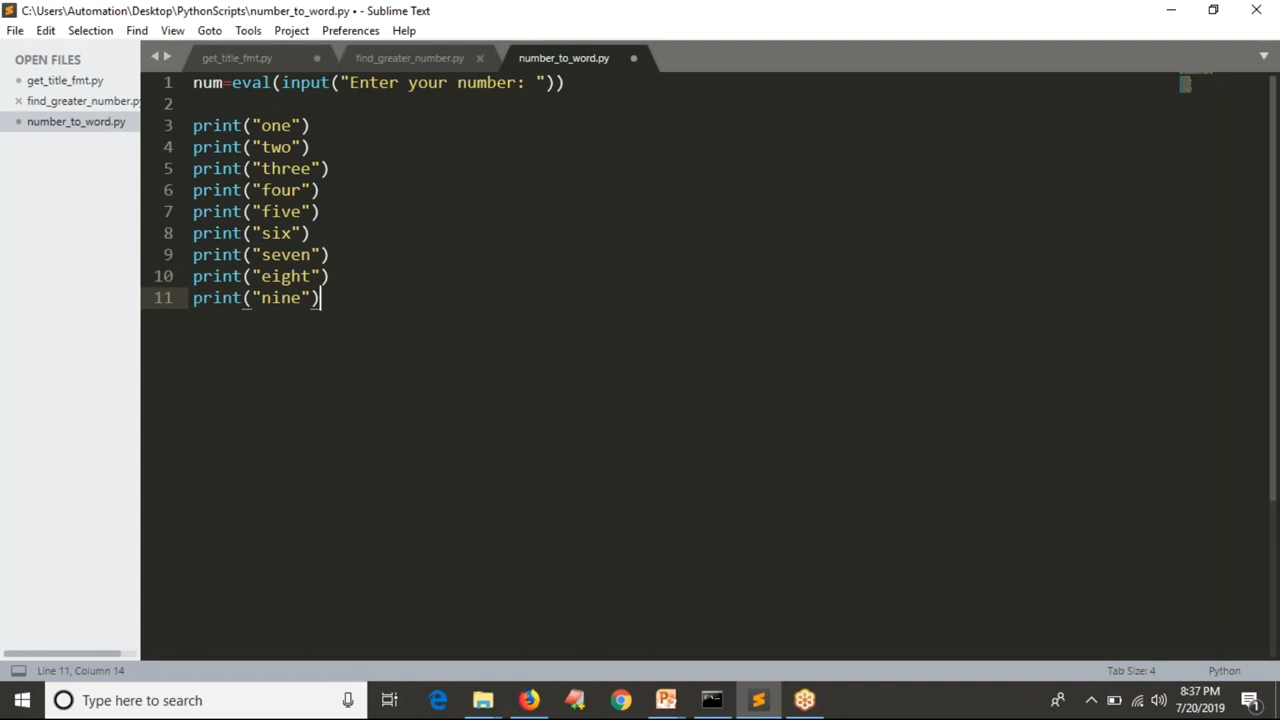 C:\Users\Automation\Desktop\PythonScripts\number_to_word.py • - Sublime Text
File Edit Selection Find View Goto Tools Project Preferences Help
OPEN FILES
get_title_fmt.py
find_greater_number.py
number_to_word.py
get_title_fmt.py find_greater_number.py number_to_word.py
1 num=eval(input("Enter your number: "))
2
3 print("one")
4 print("two")
5 print("three")
6 print("four")
7 print("five")
8 print("six")
9 print("seven")
10 print("eight")
11 print("nine")
Line 11, Column 14 Tab Size: 4 Python
Type here to search
8:37 PM
7/20/2019